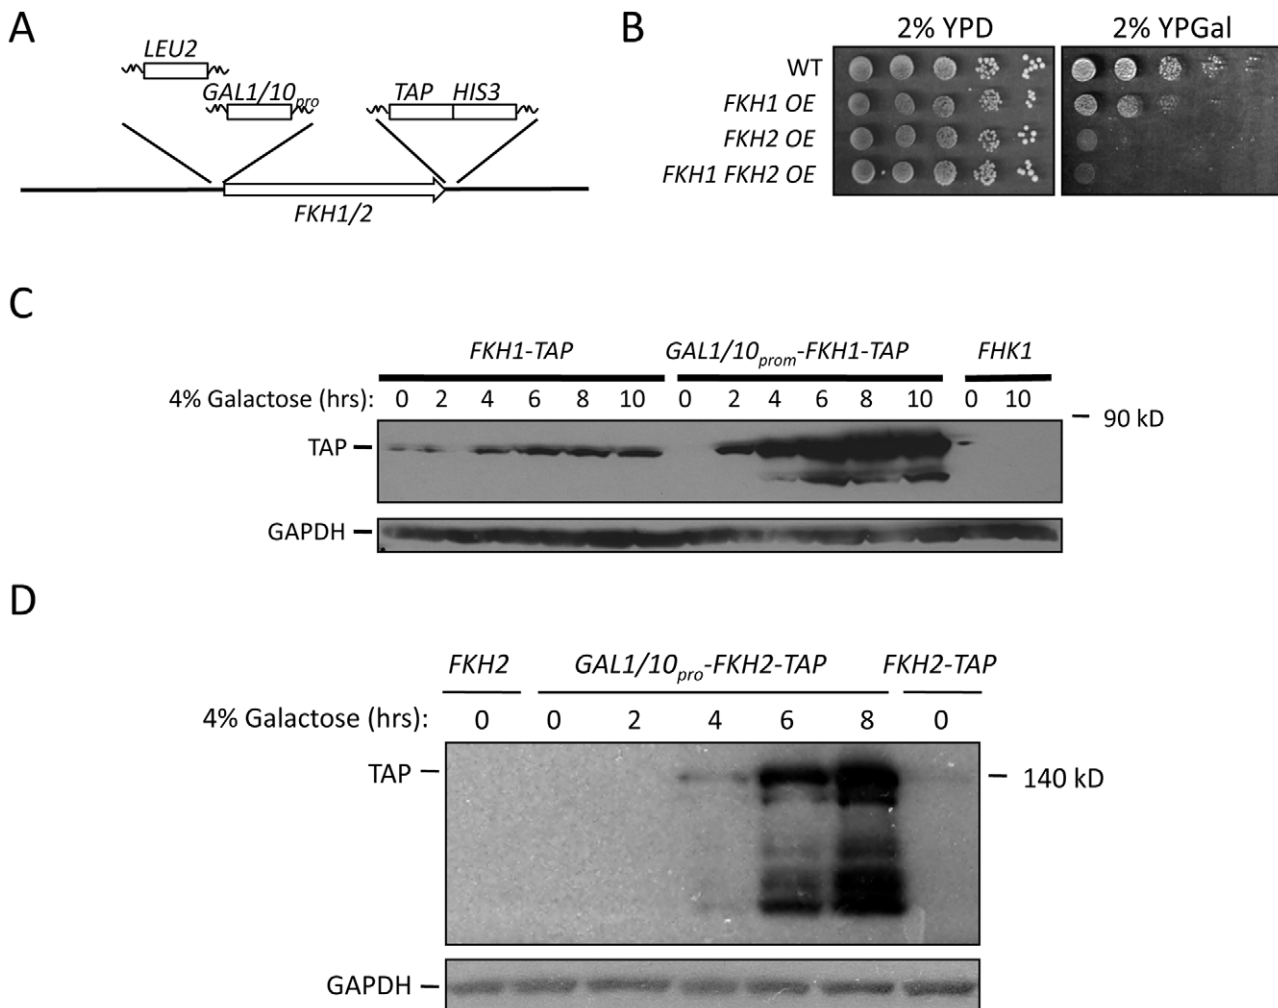 A
LEU2
GAL1/10pro
TAP HIS3
FKH1/2
B
2% YPD 2% YPGal
WT
FKH1 OE
FKH2 OE
FKH1 FKH2 OE
C
FKH1-TAP GAL1/10prom-FKH1-TAP FHK1
4% Galactose (hrs): 0 2 4 6 8 10 0 2 4 6 8 10 0 10
90 kD
TAP
GAPDH
D
FKH2 GAL1/10pro-FKH2-TAP FKH2-TAP
4% Galactose (hrs): 0 0 2 4 6 8 0
TAP 140 kD
GAPDH